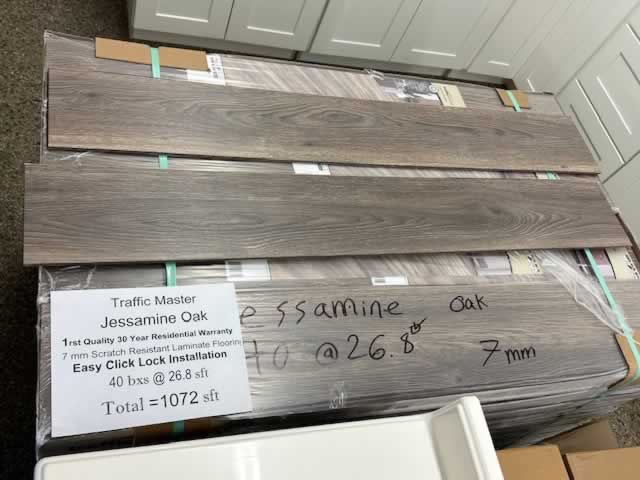 Traffic Master
Jessamine Oak
1rst Quality 30 Year Residential Warranty
7 mm Scratch Resistant Laminate Flooring
Easy Click Lock Installation
40 bxs @ 26.8 sft
Total =1072 sft
essamine Oak
40 @ 26.8
7mm